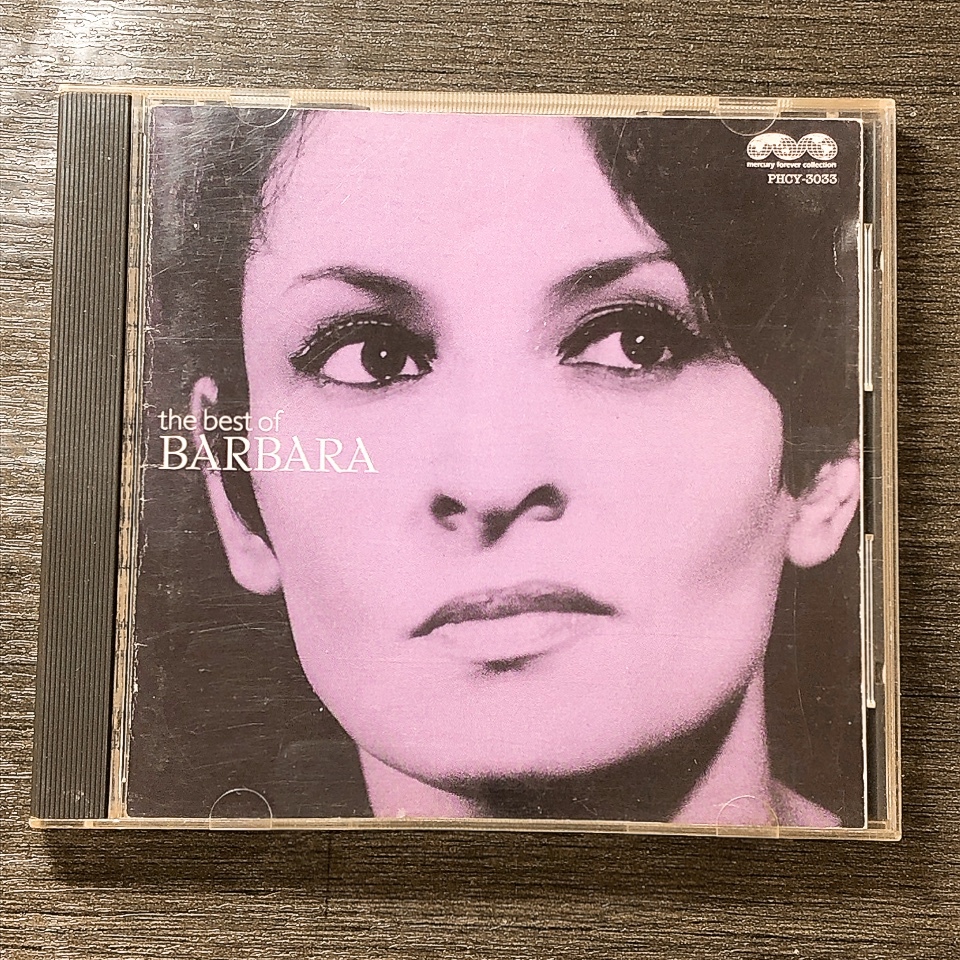 mercury forever collection
PHCY-3033
the best of
BARBARA